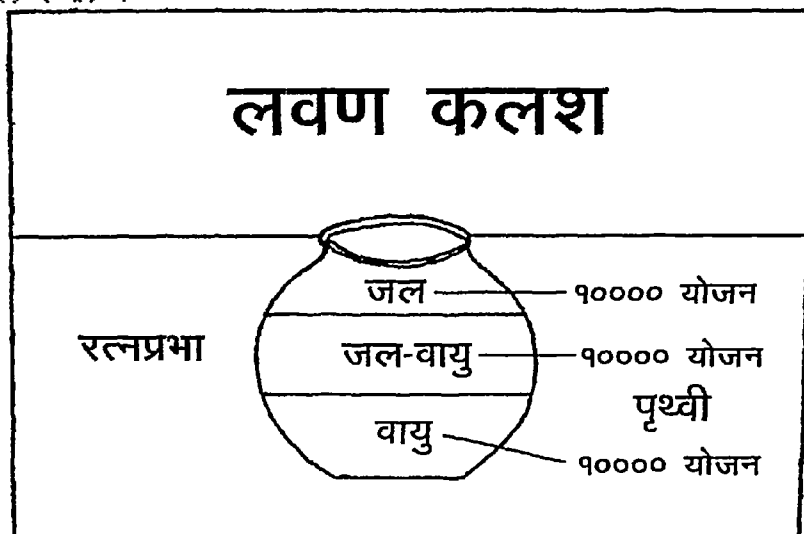 लवण कलश
जल १०००० योजन
रत्नप्रभा जल-वायु १०००० योजन
पृथ्वी
वायु १०००० योजन